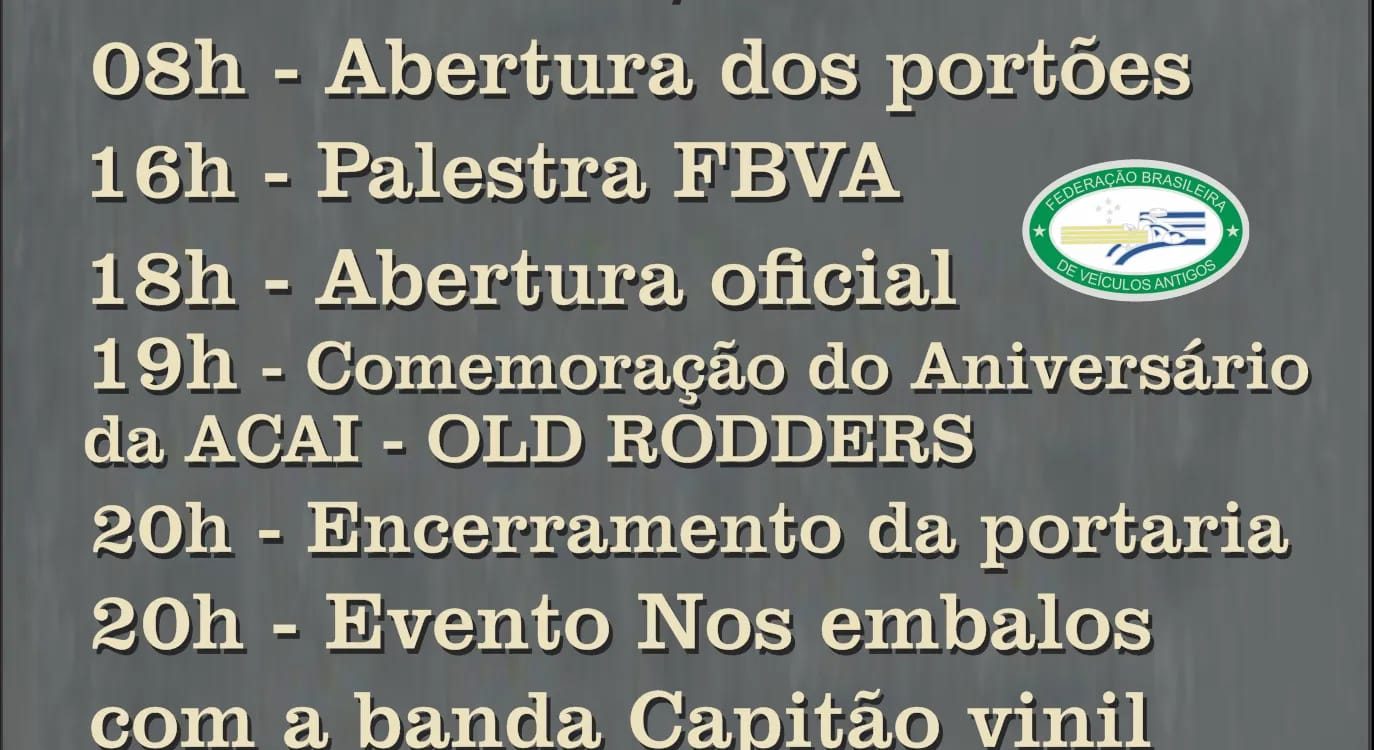 08h - Abertura dos portões
16h - Palestra FBVA
FEDERAÇÃO BRASILEIRA
DE VEÍCULOS ANTIGOS
18h - Abertura oficial
19h - Comemoração do Aniversário
da ACAI - OLD RODDERS
20h - Encerramento da portaria
20h - Evento Nos embalos
com a banda Capitão vinil